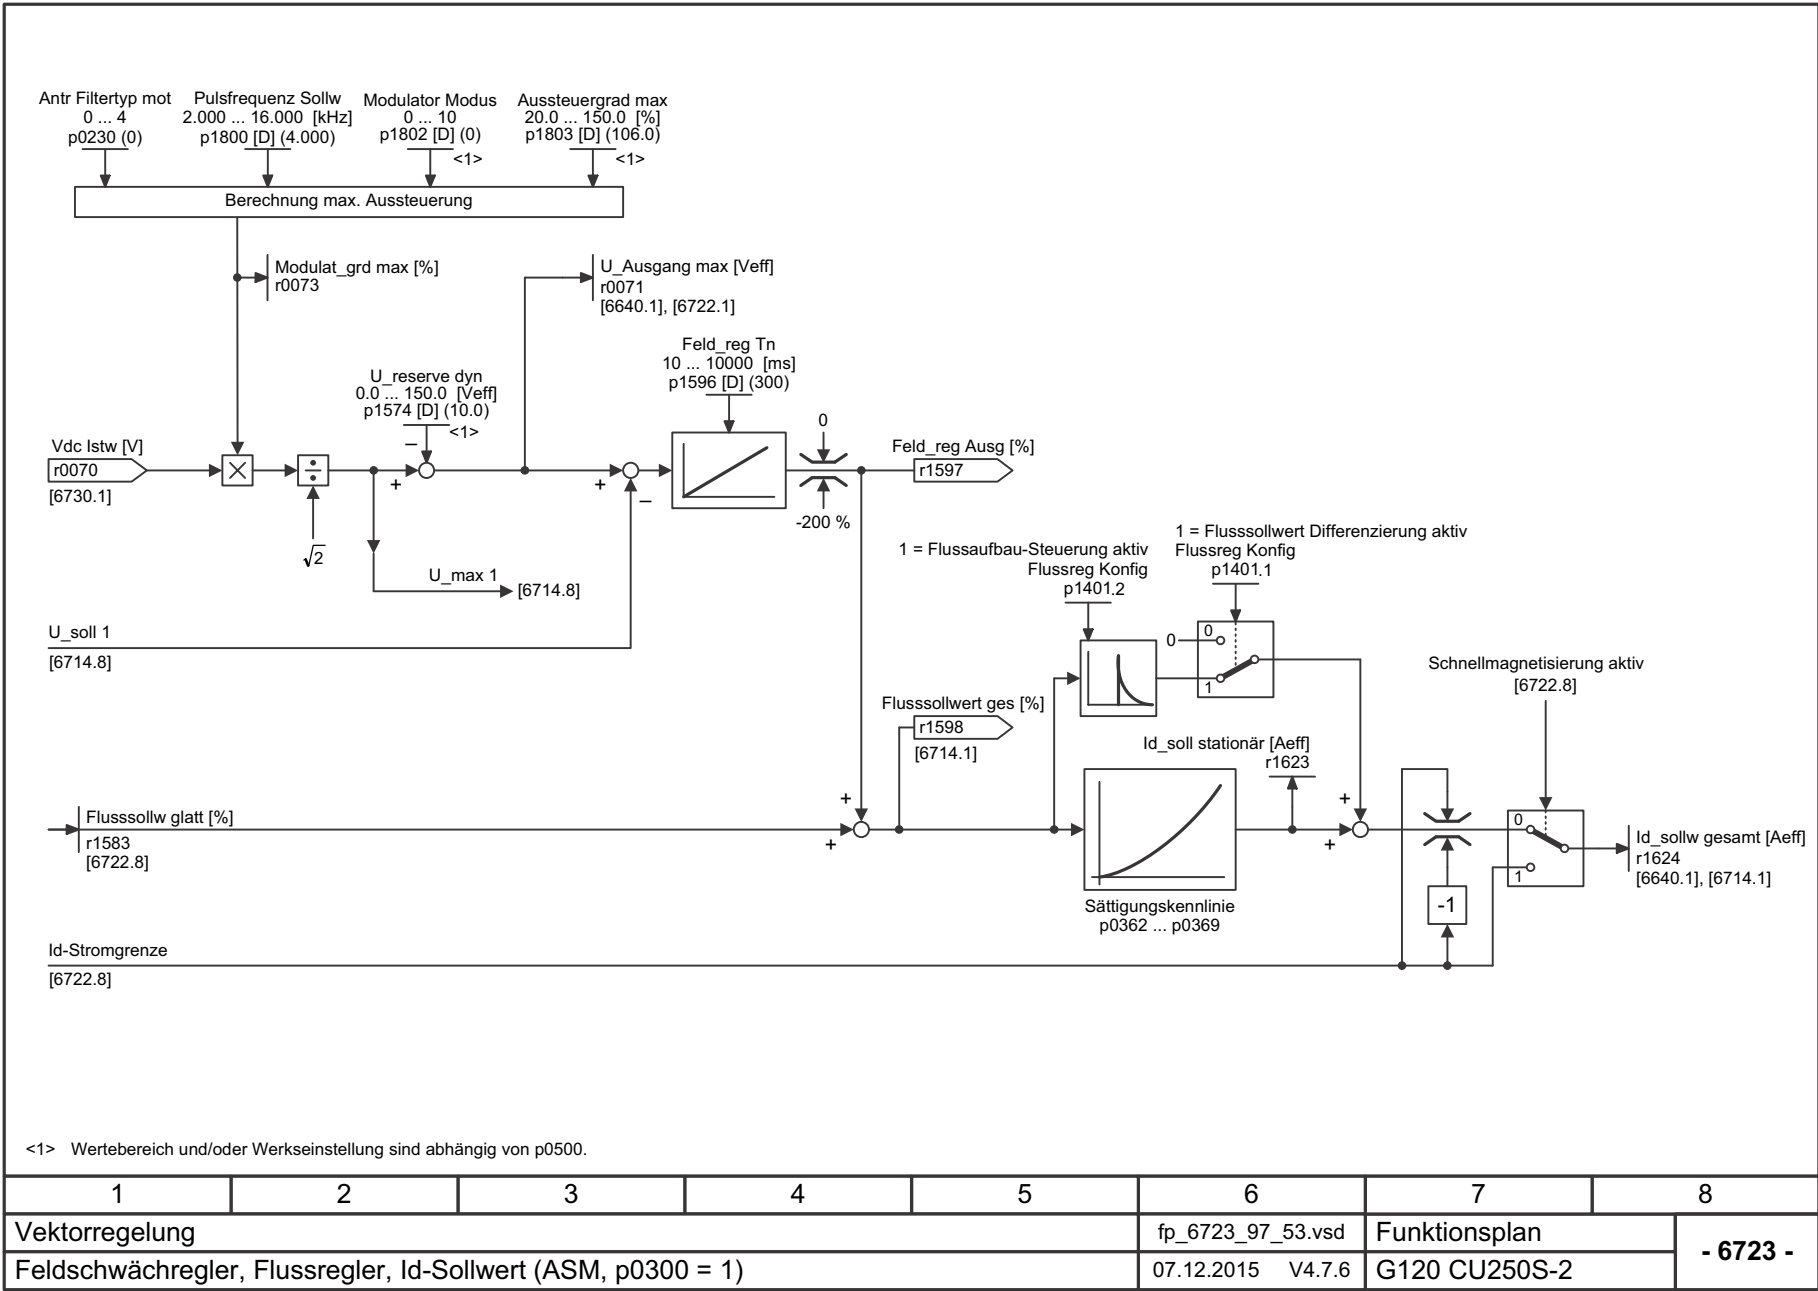 Antr Filtertyp mot
0 ... 4
p0230 (0)
Pulsfrequenz Sollw
2.000 ... 16.000 [kHz]
p1800 [D] (4.000)
Modulator Modus
0 ... 10
p1802 [D] (0)
<1>
Aussteuergrad max
20.0 ... 150.0 [%]
p1803 [D] (106.0)
<1>
Berechnung max. Aussteuerung
Modulat_grd max [%]
r0073
U_Ausgang max [Veff]
r0071
[6640.1], [6722.1]
Feld_reg Tn
10 ... 10000 [ms]
p1596 [D] (300)
U_reserve dyn
0.0 ... 150.0 [Veff]
p1574 [D] (10.0)
<1>
–
Vdc Istw [V]
r0070
[6730.1]
×
÷
√2
+
+
–
0
-200 %
Feld_reg Ausg [%]
r1597
U_max 1
[6714.8]
U_soll 1
[6714.8]
1 = Flussaufbau-Steuerung aktiv
Flussreg Konfig
p1401.2
1 = Flusssollwert Differenzierung aktiv
Flussreg Konfig
p1401.1
0
0
1
Schnellmagnetisierung aktiv
[6722.8]
Flusssollwert ges [%]
r1598
[6714.1]
Id_soll stationär [Aeff]
r1623
Flusssollw glatt [%]
r1583
[6722.8]
+
+
+
+
Sättigungskennlinie
p0362 ... p0369
-1
0
1
Id_sollw gesamt [Aeff]
r1624
[6640.1], [6714.1]
Id-Stromgrenze
[6722.8]
<1> Wertebereich und/oder Werkseinstellung sind abhängig von p0500.
1 2 3 4 5 6 7 8
Vektorregelung
fp_6723_97_53.vsd
Funktionsplan
- 6723 -
Feldschwächregler, Flussregler, Id-Sollwert (ASM, p0300 = 1)
07.12.2015 V4.7.6
G120 CU250S-2